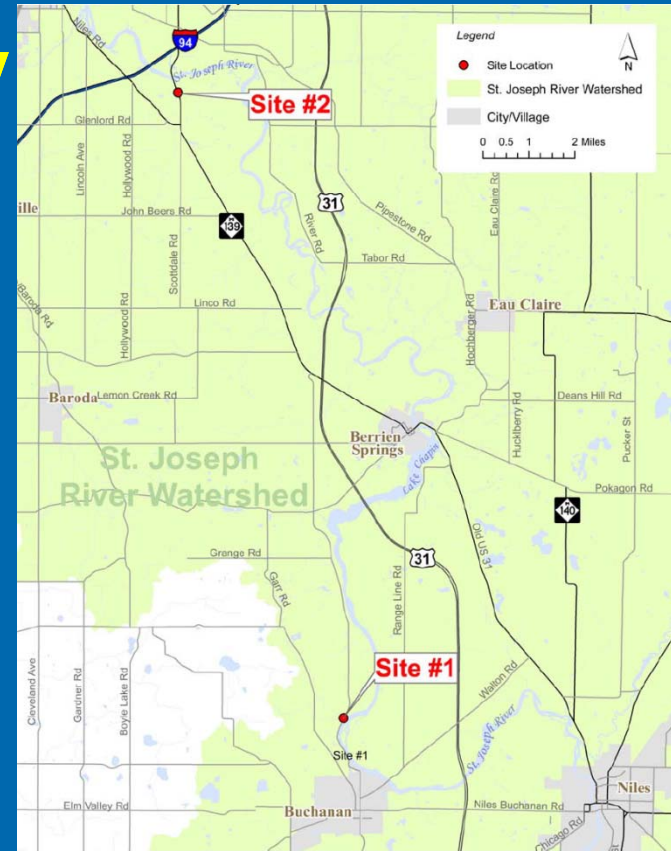 Niles Rd
94
St. Joseph River
Site #2
Glenlord Rd
Lincoln Ave
Hollywood Rd
ille
John Beers Rd
M
139
Scottdale Rd
31
River Rd
Pipestone Rd
Tabor Rd
Eau Claire Rd
Legend
N
Site Location
St. Joseph River Watershed
City/Village
0 0.5 1 2 Miles
Baroda Rd
Linco Rd
Hollywood Rd
Hochberger Rd
Eau Claire
Baroda
Lemon Creek Rd
Deans Hill Rd
Berrien
Springs
Hucklberry Rd
Pucker St
St. Joseph
River Watershed
Lake Chapin
Pokagon Rd
M
140
Grange Rd
Garr Rd
31
Range Line Rd
Old US 31
Cleveland Ave
Gardner Rd
Boyle Lake Rd
Site #1
Walton Rd
Site #1
St. Joseph River
Niles
Elm Valley Rd
Buchanan
Niles Buchanan Rd
Chicago Rd